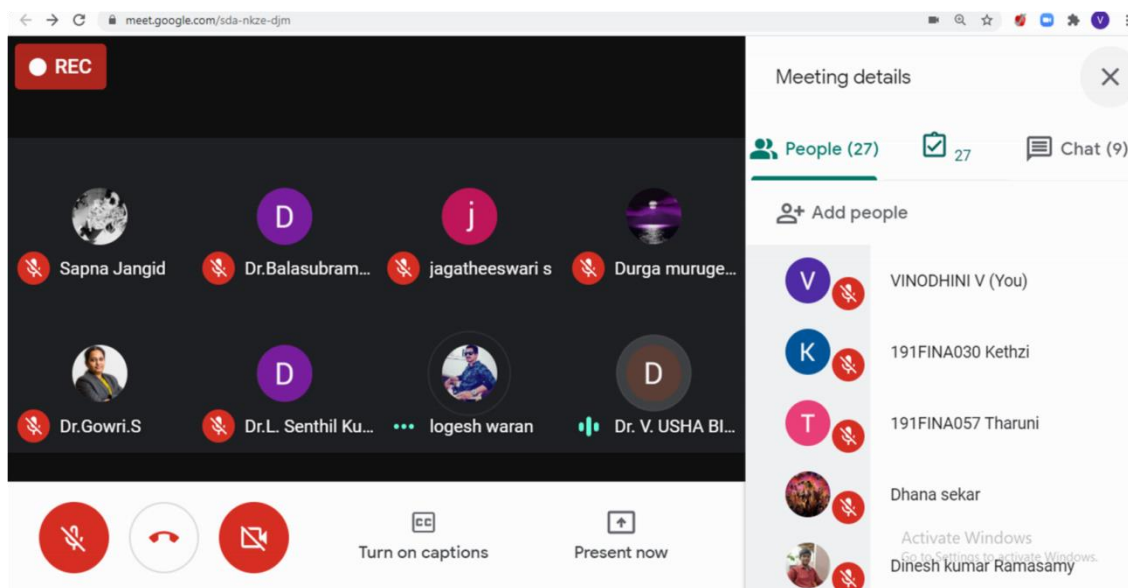 meet.google.com/sda-nkze-djm
V
REC
Meeting details
People (27)
27
Chat (9)
Add people
D
j
Sapna Jangid
Dr.Balasubram...
jagatheeswari s
Durga muruge...
V
VINODHINI V (You)
K
191FINA030 Kethzi
D
D
Dr.Gowri.S
Dr.L. Senthil Ku...
logesh waran
Dr. V. USHA BI...
T
191FINA057 Tharuni
Dhana sekar
CC
Turn on captions
Present now
Activate Windows
Go to Settings to activate Windows.
Dinesh kumar Ramasamy